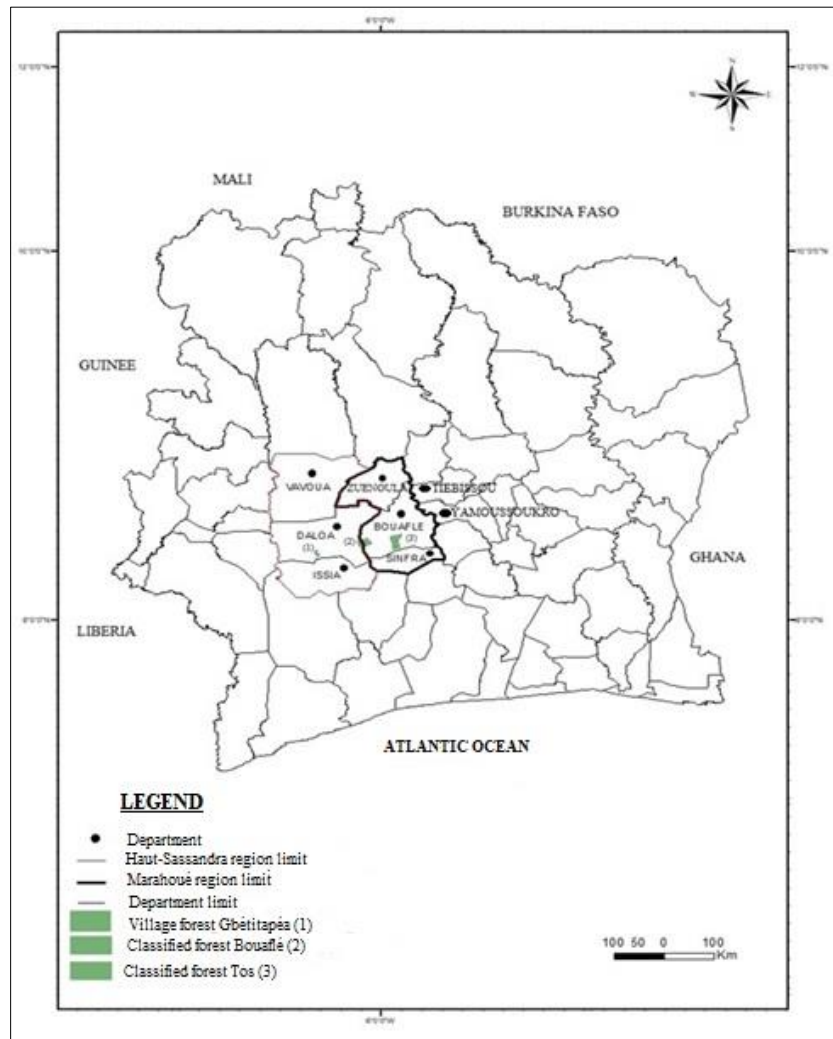 N
W
E
S
MALI
BURKINA FASO
GUINEE
VAVOUA
ZUENOULA
TIEBISSOU
YAMOUSSOUKRO
BOUAFLE
DALOA
(1)
(2)
(3)
SINFRA
ISSIA
GHANA
LIBERIA
ATLANTIC OCEAN
LEGEND
Department
Haut-Sassandra region limit
Marahoué region limit
Department limit
Village forest Gbétitapéa (1)
Classified forest Bouaflé (2)
Classified forest Tos (3)
100 50 0 100
Km